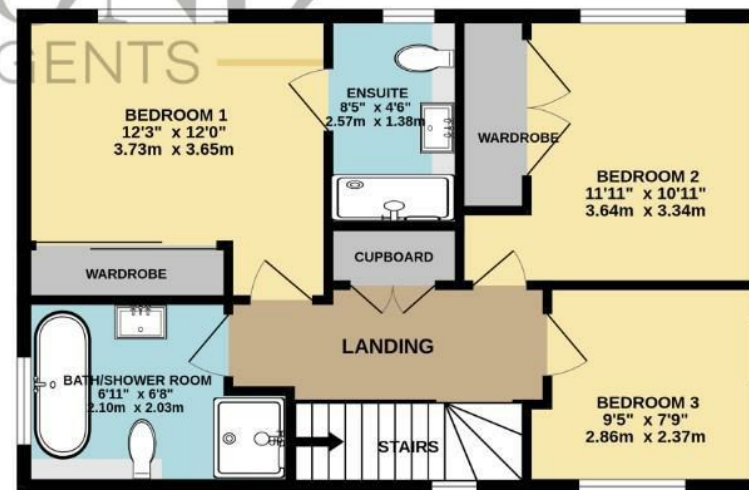 GENTS
BEDROOM 1
12'3" x 12'0"
3.73m x 3.65m
ENSUITE
8'5" x 4'6"
2.57m x 1.38m
WARDROBE
BEDROOM 2
11'11" x 10'11"
3.64m x 3.34m
WARDROBE
CUPBOARD
LANDING
BATH/SHOWER ROOM
6'11" x 6'8"
2.10m x 2.03m
STAIRS
BEDROOM 3
9'5" x 7'9"
2.86m x 2.37m